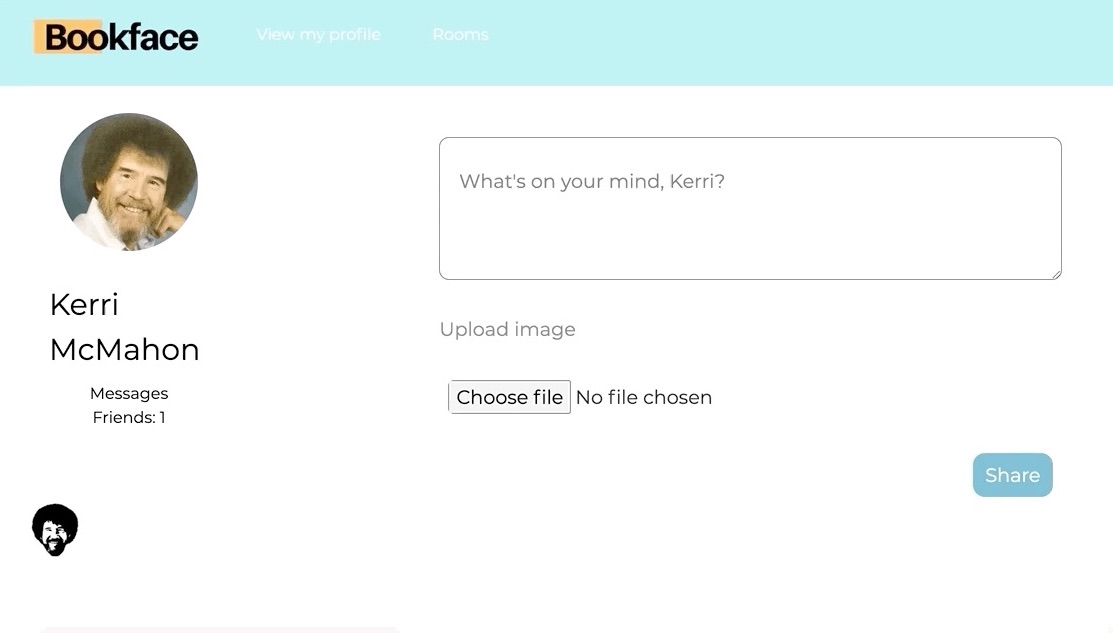 Bookface View my profile Rooms
Kerri
McMahon
Messages
Friends: 1
What's on your mind, Kerri?
Upload image
Choose file No file chosen
Share